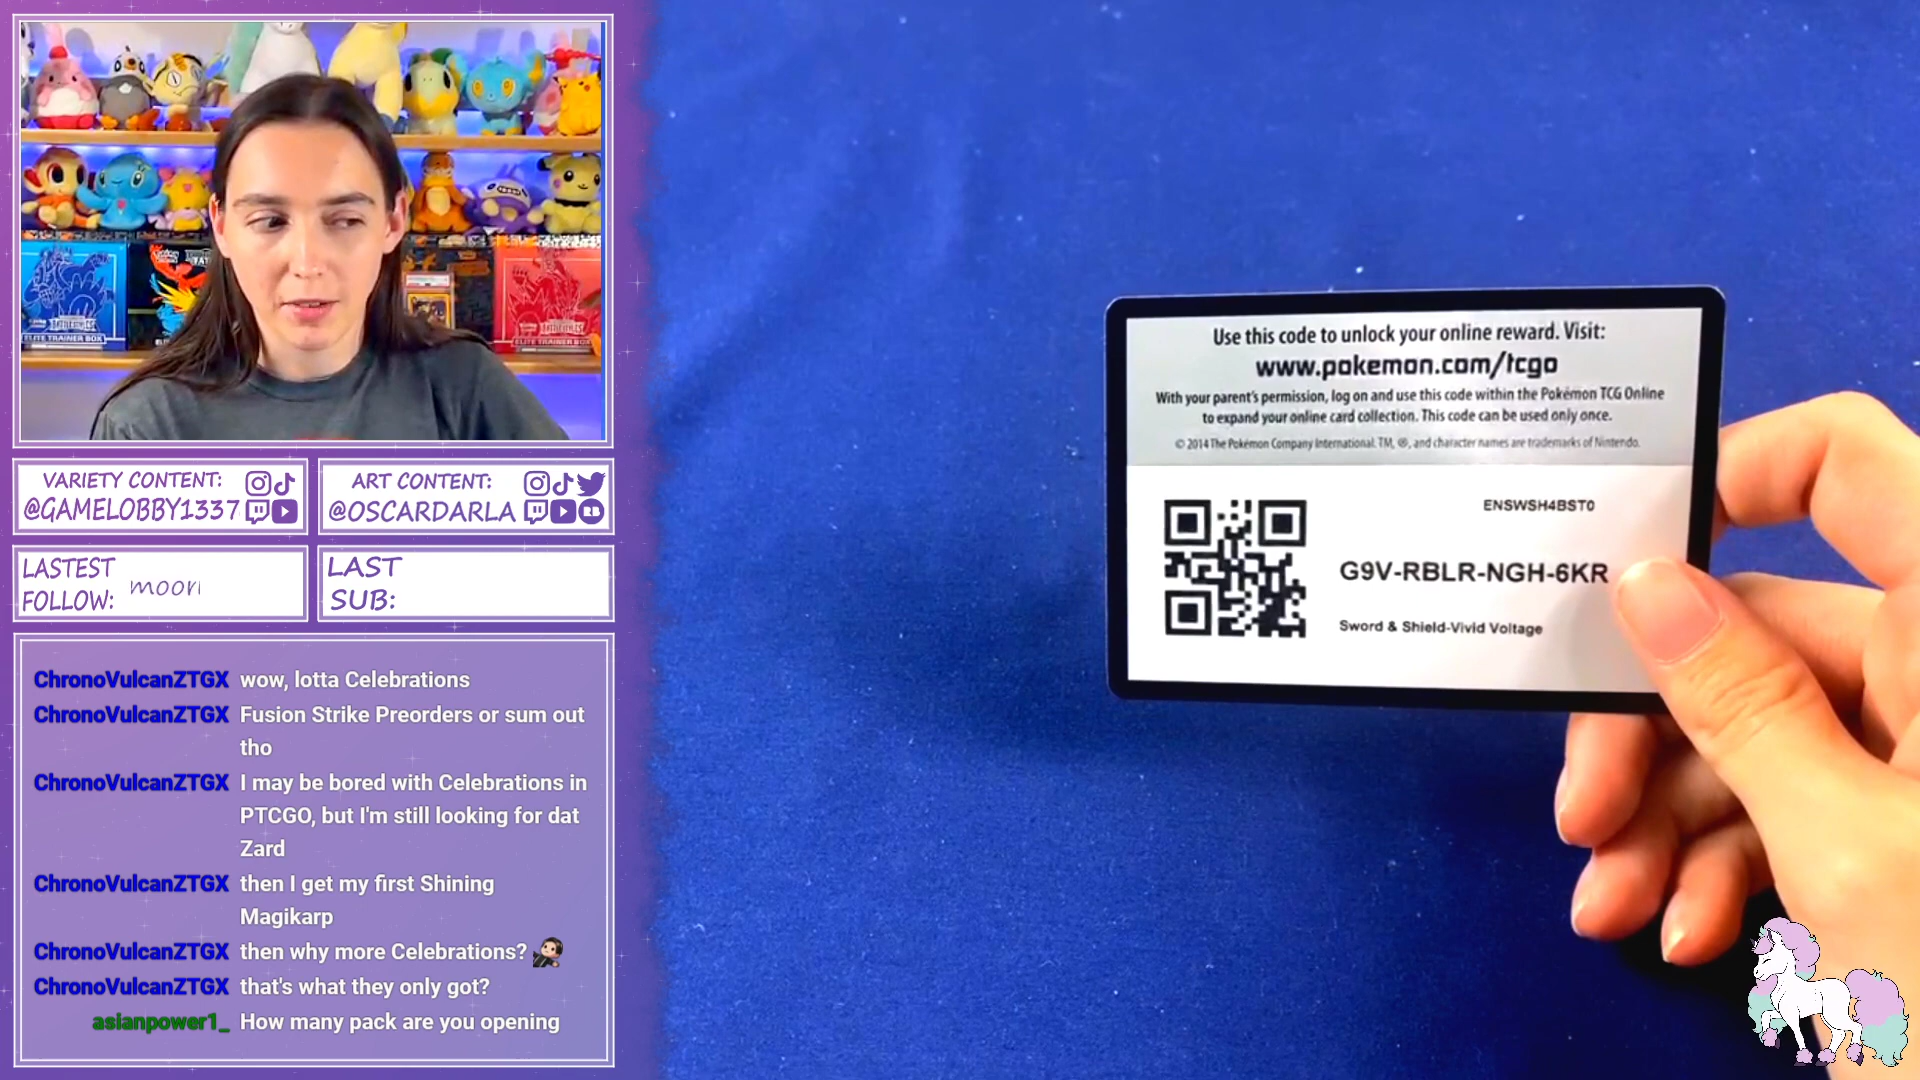 VARIETY CONTENT:
@GAMELOBBY1337
ART CONTENT:
@OSCARDARLA
LASTEST
FOLLOW:
LAST
SUB:
ChronoVulcanZTGX wow, lotta Celebrations
ChronoVulcanZTGX Fusion Strike Preorders or sum out
tho
ChronoVulcanZTGX I may be bored with Celebrations in
PTCGO, but I'm still looking for dat
Zard
ChronoVulcanZTGX then I get my first Shining
Magikarp
ChronoVulcanZTGX then why more Celebrations?
ChronoVulcanZTGX that's what they only got?
asianpower1_ How many pack are you opening
Use this code to unlock your online reward. Visit:
www.pokemon.com/tcgo
With your parent's permission, log on and use this code within the Pokémon TCG Online
to expand your online card collection. This code can be used only once.
© 2014 The Pokémon Company International. TM, ®, and character names are trademarks of Nintendo.
ENSWSH4BST0
G9V-RBLR-NGH-6KR
Sword & Shield-Vivid Voltage
ELITE TRAINER BOX
ELITE TRAINER BOX